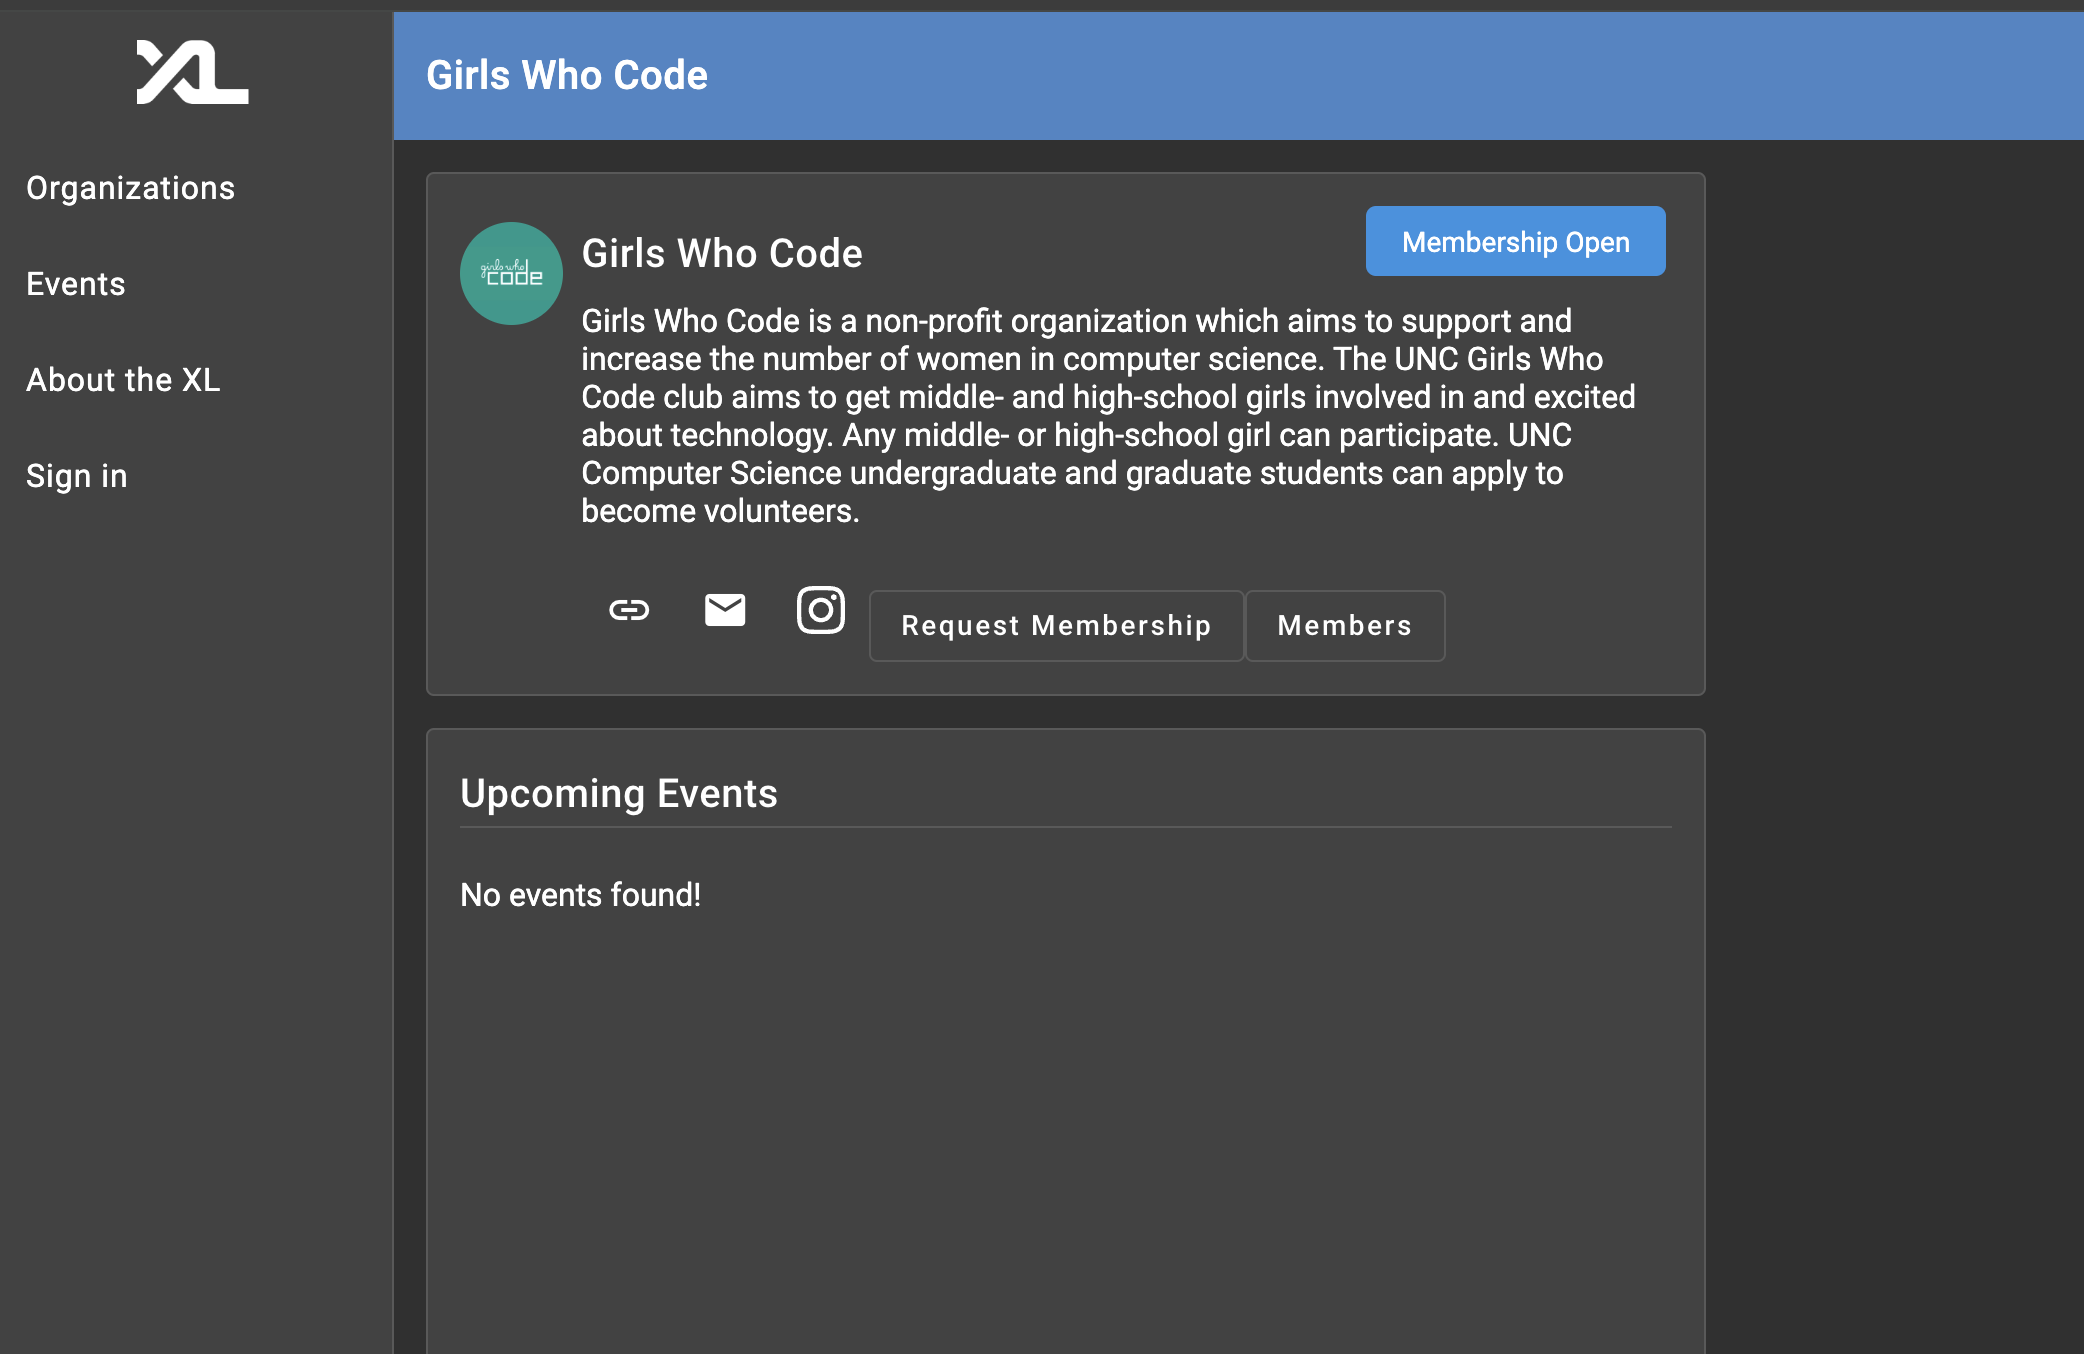 XL
Girls Who Code
Organizations
Events
About the XL
Sign in
girls who
code
Girls Who Code
Membership Open
Girls Who Code is a non-profit organization which aims to support and
increase the number of women in computer science. The UNC Girls Who
Code club aims to get middle- and high-school girls involved in and excited
about technology. Any middle- or high-school girl can participate. UNC
Computer Science undergraduate and graduate students can apply to
become volunteers.
Request Membership
Members
Upcoming Events
No events found!